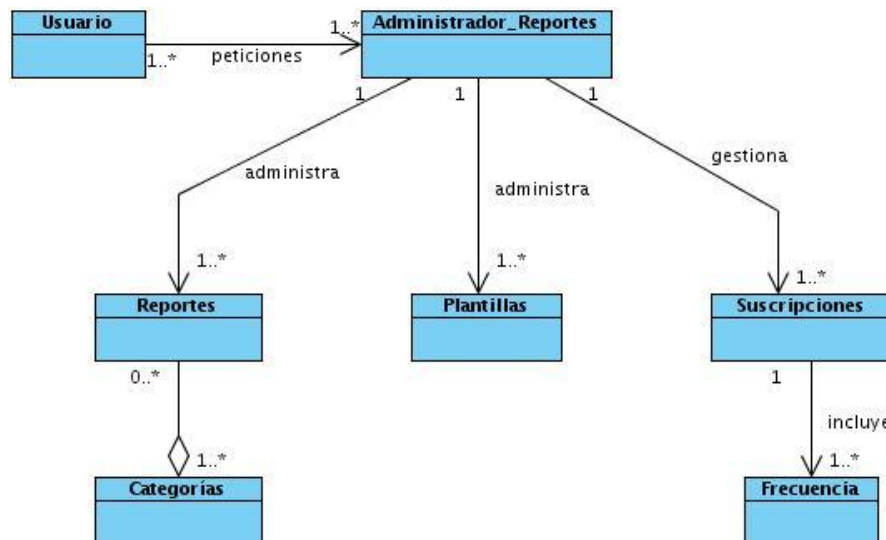 Usuario
1..*
Administrador_Reportes
1..*
peticiones
1
1
1
gestiona
administra
administra
1..*
1..*
1..*
Reportes
Plantillas
Suscripciones
0..*
1
incluye
1..*
1..*
Categorías
Frecuencia